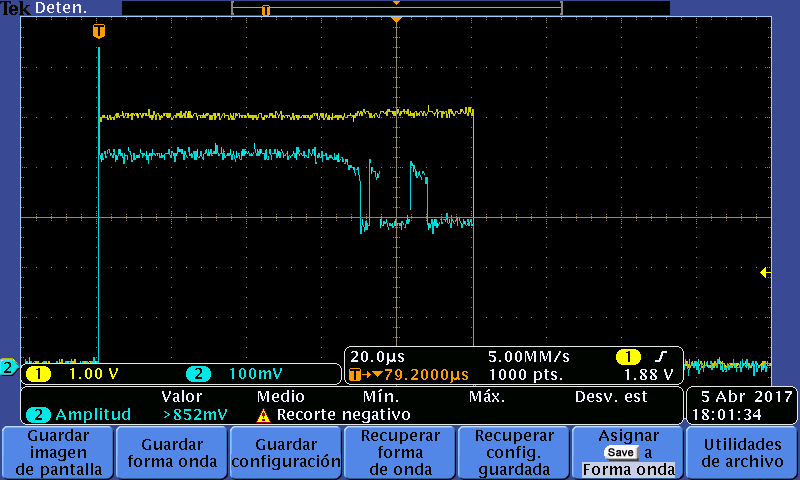 Tek Deten.
T
T
2
20.0µs 5.00MM/s 1
T→▼79.2000µs 1000 pts. 1.88 V
1 1.00 V 2 100mV
Valor Medio Mín. Máx. Desv. est
2 Amplitud >852mV Recorte negativo
5 Abr 2017
18:01:34
Guardar
imagen
de pantalla
Guardar
forma onda
Guardar
configuración
Recuperar
forma
de onda
Recuperar
config.
guardada
Asignar
Save a
Forma onda
Utilidades
de archivo